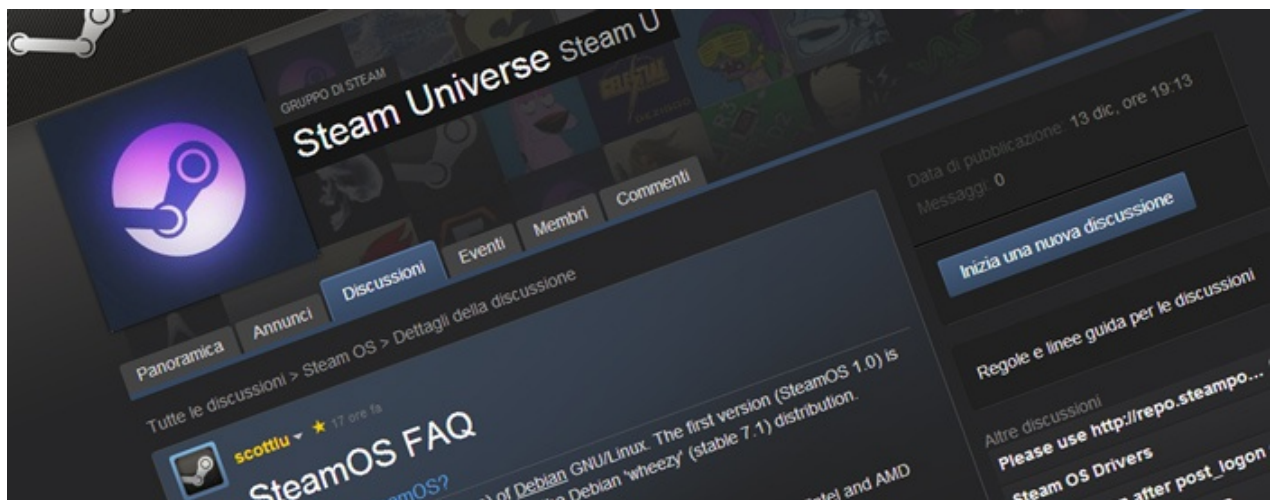 GRUPPO DI STEAM
Steam Universe Steam U
CELESTIAL
Panoramica Annunci Discussioni Eventi Membri Commenti
Tutte le discussioni > Steam OS > Dettagli della discussione
scottlu 17 ore fa
SteamOS FAQ
amOS?
of Debian GNU/Linux. The first version (SteamOS 1.0) is
he Debian 'wheezy' (stable 7.1) distribution.
ntel and AMD
Data di pubblicazione: 13 dic, ore 19:13
Messaggi: 0
Inizia una nuova discussione
Regole e linee guida per le discussioni
Altre discussioni
Please use http://repo.steampo...
Steam OS Drivers
after post_logon